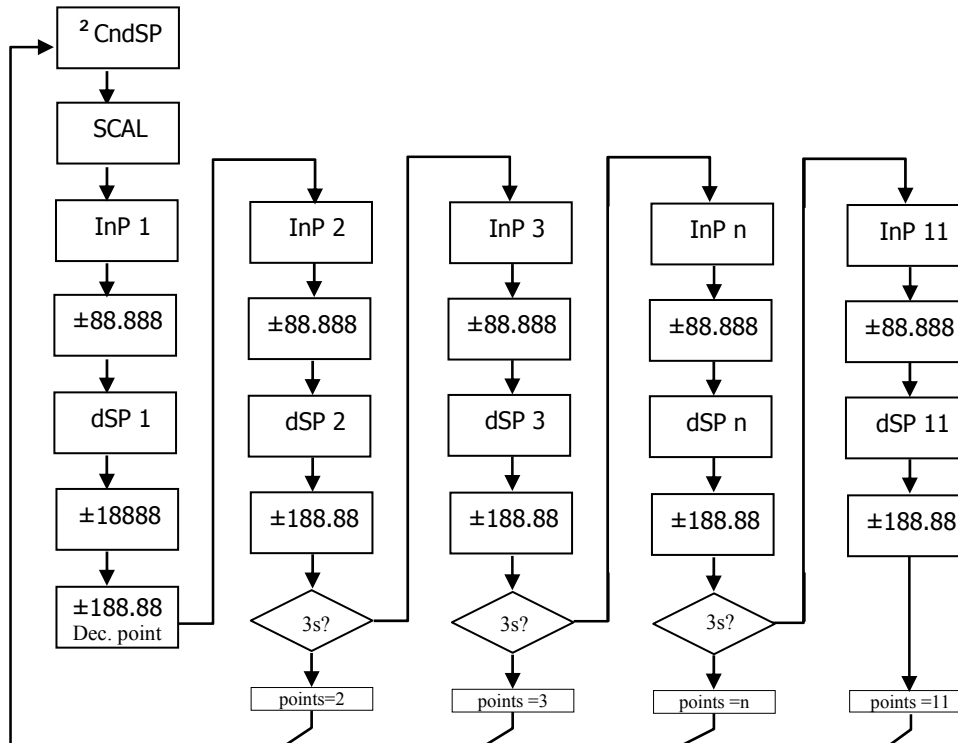 ² CndSP
SCAL
InP 1
±88.888
dSP 1
±18888
±188.88
Dec. point
InP 2
±88.888
dSP 2
±188.88
3s?
points=2
InP 3
±88.888
dSP 3
±188.88
3s?
points =3
InP n
±88.888
dSP n
±188.88
3s?
points =n
InP 11
±88.888
dSP 11
±188.88
points =11